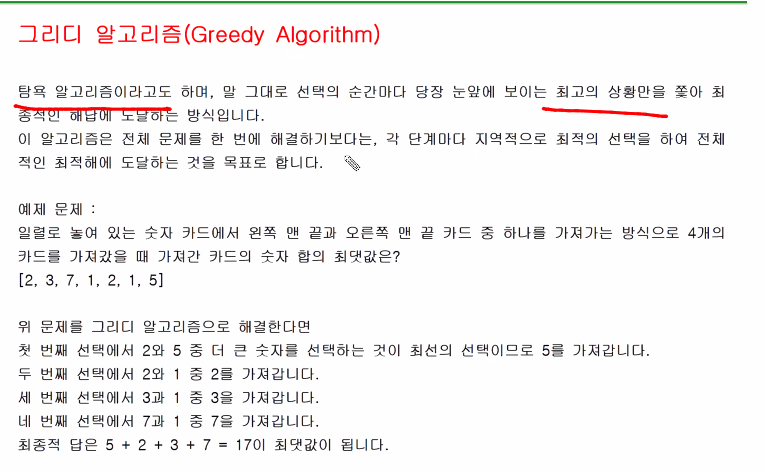 그리디 알고리즘(Greedy Algorithm)
탐욕 알고리즘이라고도 하며, 말 그대로 선택의 순간마다 당장 눈앞에 보이는 최고의 상황만을 쫓아 최
종적인 해답에 도달하는 방식입니다.
이 알고리즘은 전체 문제를 한 번에 해결하기보다는, 각 단계마다 지역적으로 최적의 선택을 하여 전체
적인 최적해에 도달하는 것을 목표로 합니다.
예제 문제 :
일렬로 놓여 있는 숫자 카드에서 왼쪽 맨 끝과 오른쪽 맨 끝 카드 중 하나를 가져가는 방식으로 4개의
카드를 가져갔을 때 가져간 카드의 숫자 합의 최댓값은?
[2, 3, 7, 1, 2, 1, 5]
위 문제를 그리디 알고리즘으로 해결한다면
첫 번째 선택에서 2와 5 중 더 큰 숫자를 선택하는 것이 최선의 선택이므로 5를 가져갑니다.
두 번째 선택에서 2와 1 중 2를 가져갑니다.
세 번째 선택에서 3과 1 중 3을 가져갑니다.
네 번째 선택에서 7과 1 중 7을 가져갑니다.
최종적 답은 5 + 2 + 3 + 7 = 17이 최댓값이 됩니다.